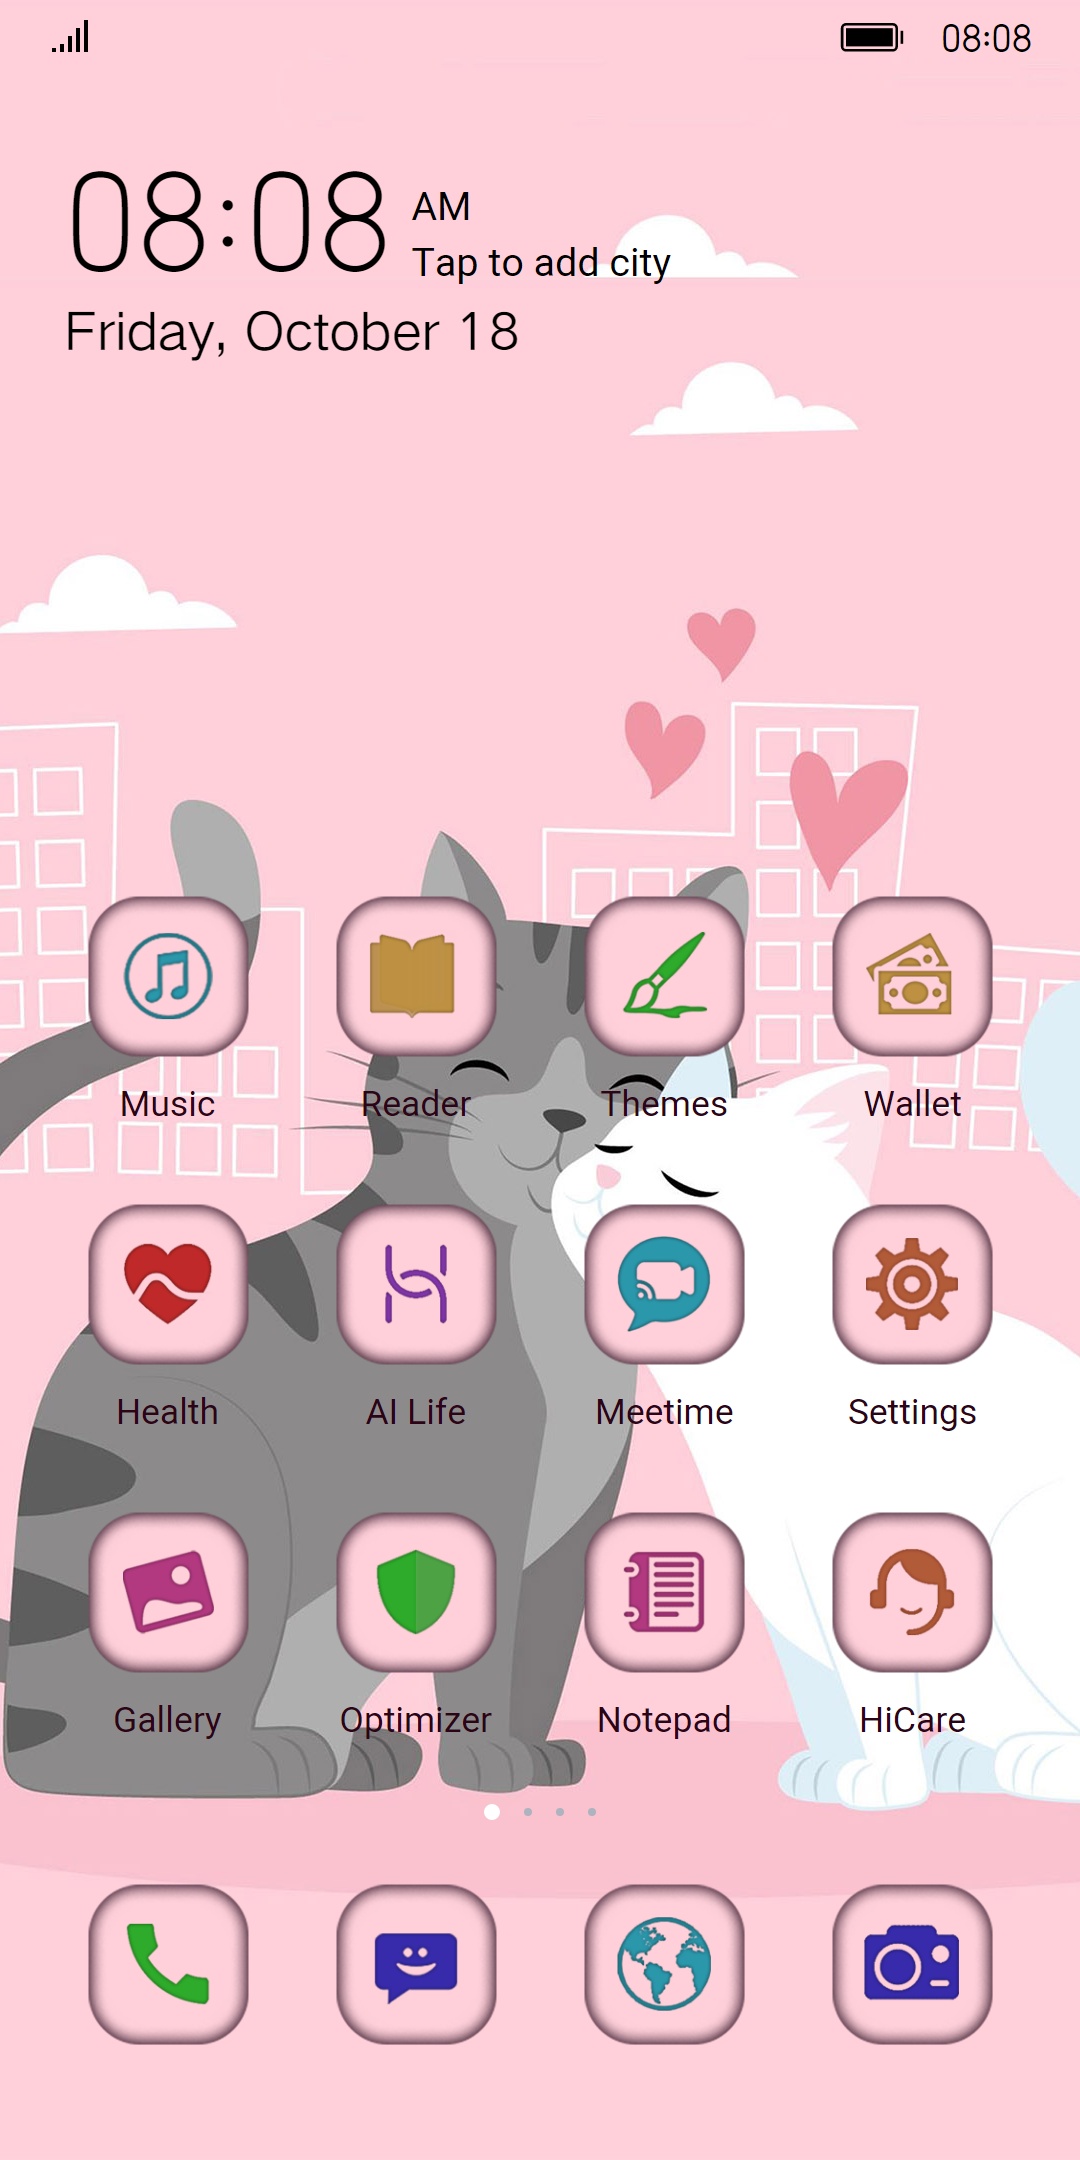 08:08
08:08 AM
Tap to add city
Friday, October 18
Music Reader Themes Wallet
Health AI Life Meetime Settings
Gallery Optimizer Notepad HiCare